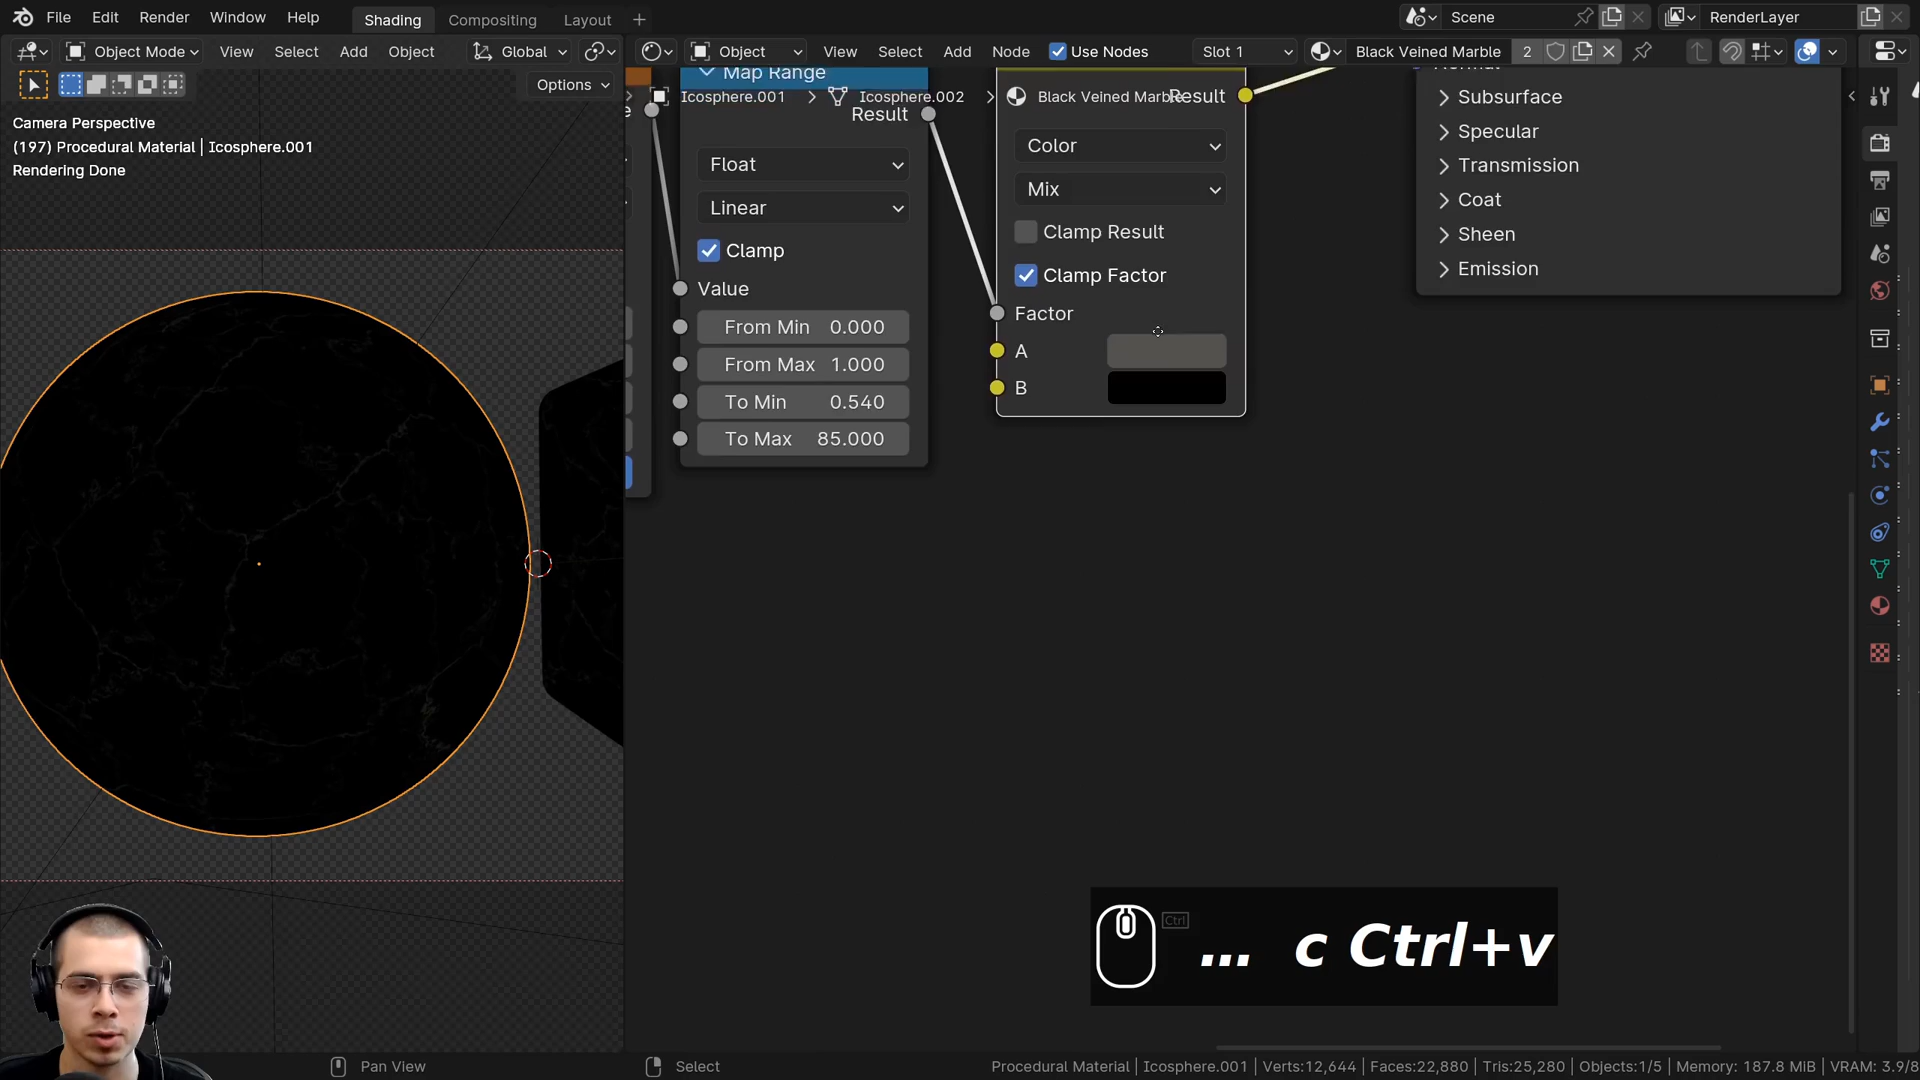 File Edit Render Window Help Shading Compositing Layout + Scene RenderLayer
Object Mode View Select Add Object Global Object View Select Add Node Use Nodes Slot 1 Black Veined Marble 2
Options
Camera Perspective
(197) Procedural Material | Icosphere.001
Rendering Done
Map Range
Icosphere.001 > Icosphere.002 > Black Veined Marble
Result
Float
Linear
Clamp
Value
From Min 0.000
From Max 1.000
To Min 0.540
To Max 85.000
Result
Color
Mix
Clamp Result
Clamp Factor
Factor
A
B
Subsurface
Specular
Transmission
Coat
Sheen
Emission
Ctrl
... c Ctrl+v
Pan View Select Procedural Material | Icosphere.001 | Verts:12,644 | Faces:22,880 | Tris:25,280 | Objects:1/5 | Memory: 187.8 MiB | VRAM: 3.9/8